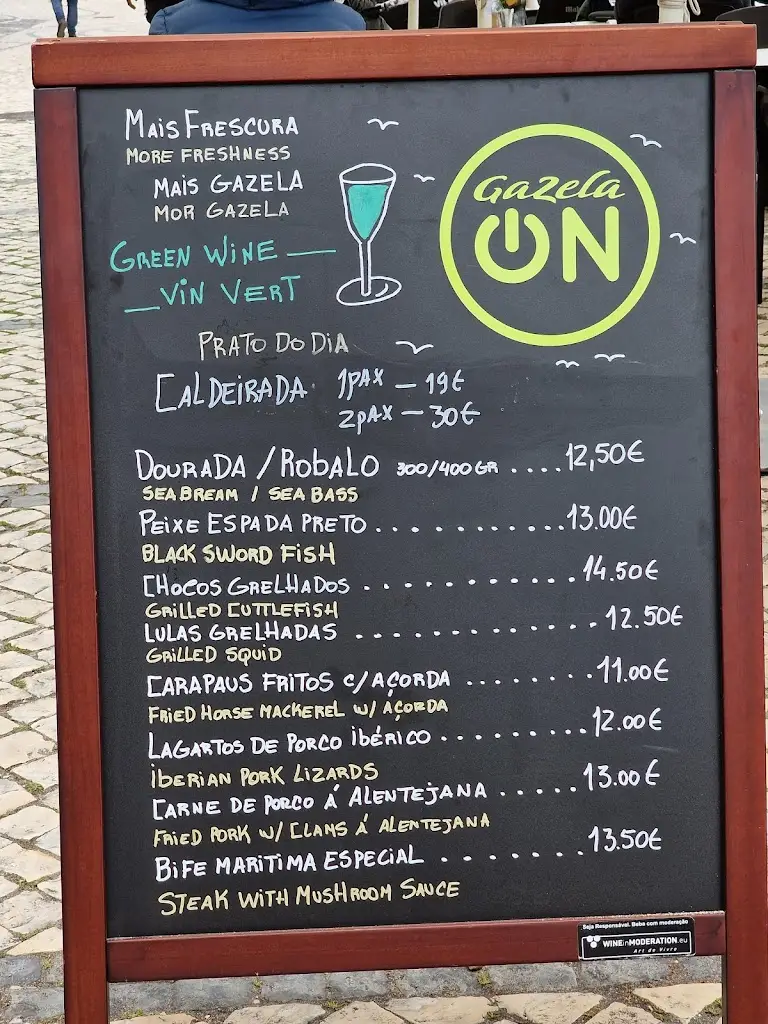 MAIS FRESCURA
MORE FRESHNESS
MAIS GAZELA
MOR GAZELA
GREEN WINE
VIN VERT
Gazela
ON
PRATO DO DIA
CALDEIRADA 1PAX — 19€
2PAX — 30€
DOURADA / ROBALO 300/400GR ....12,50€
SEA BREAM / SEA BASS
PEIXE ESPADA PRETO ............13.00€
BLACK SWORD FISH
CHOCOS GRELHADOS ............14.50€
GRILLED CUTTLEFISH
LULAS GRELHADAS ..............12.50€
GRILLED SQUID
CARAPAUS FRITOS C/AÇORDA ........11.00€
FRIED HORSE MACKEREL W/ AÇORDA
LAGARTOS DE PORCO IBÉRICO .........12.00€
IBERIAN PORK LIZARDS
CARNE DE PORCO Á ALENTEJANA .....13.00€
FRIED PORK W/ CLAMS Á ALENTEJANA
BIFE MARITIMA ESPECIAL ........13.50€
STEAK WITH MUSHROOM SAUCE
Seja Responsável. Beba com moderação
WINEinMODERATION.eu
Art de Vivre